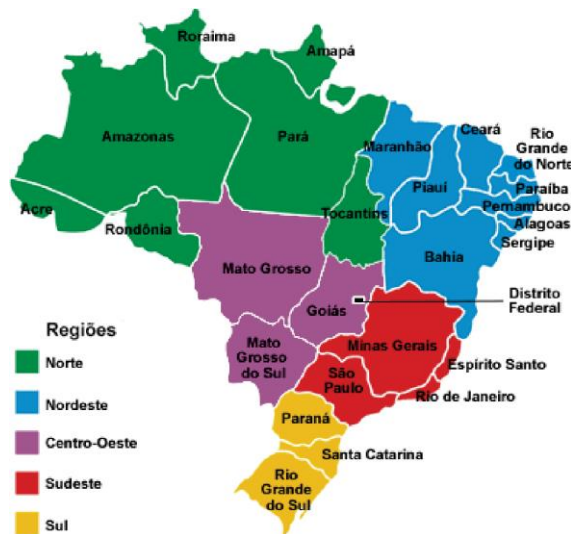 Roraima
Amapá
Amazonas
Pará
Maranhão
Ceará
Rio
Grande
do Norte
Piauí
Paraíba
Pernambuco
Acre
Rondônia
Tocantins
Alagoas
Sergipe
Mato Grosso
Bahia
Goiás
Distrito
Federal
Regiões
Norte
Nordeste
Centro-Oeste
Sudeste
Sul
Mato
Grosso
do Sul
Minas Gerais
Espírito Santo
São
Paulo
Rio de Janeiro
Paraná
Santa Catarina
Rio
Grande
do Sul